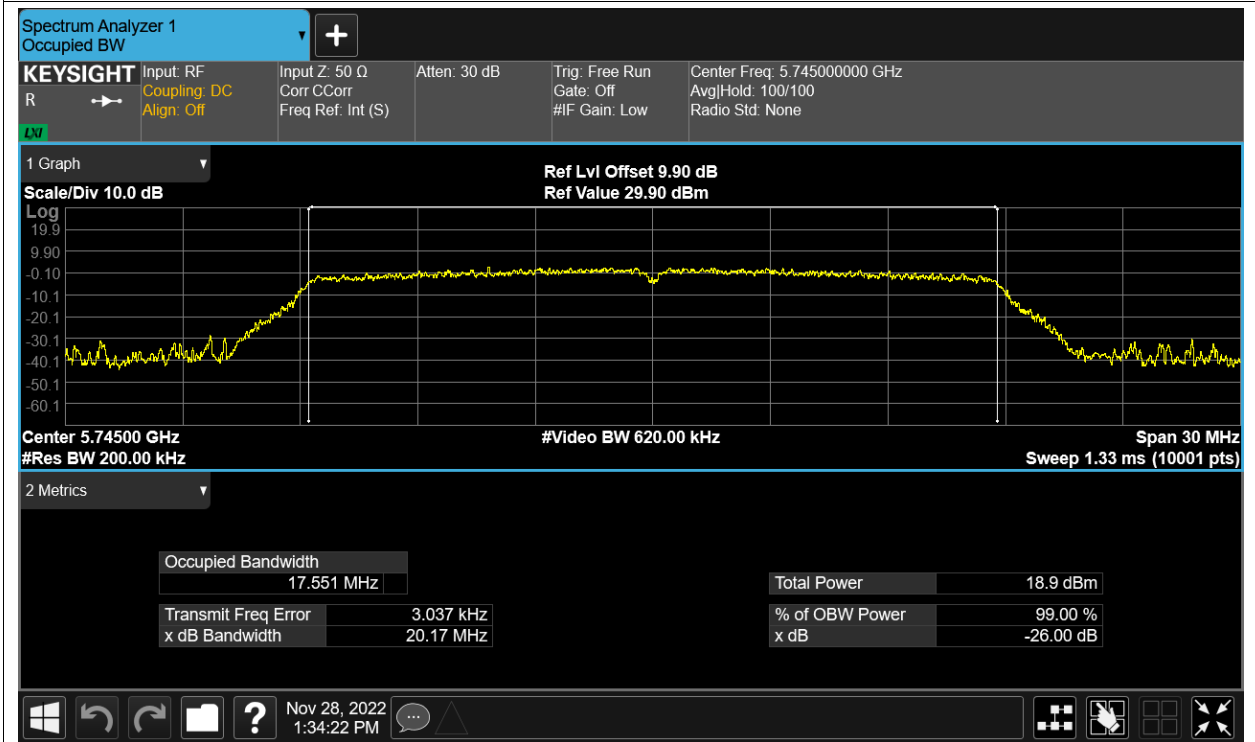 Spectrum Analyzer 1
Occupied BW
+
KEYSIGHT
R
LXI
Input: RF
Coupling: DC
Align: Off
Input Z: 50 Ω
Corr CCorr
Freq Ref: Int (S)
Atten: 30 dB
Trig: Free Run
Gate: Off
#IF Gain: Low
Center Freq: 5.745000000 GHz
Avg|Hold: 100/100
Radio Std: None
1 Graph
Scale/Div 10.0 dB
Ref Lvl Offset 9.90 dB
Ref Value 29.90 dBm
Log
19.9
9.90
-0.10
-10.1
-20.1
-30.1
-40.1
-50.1
-60.1
Center 5.74500 GHz
#Video BW 620.00 kHz
Span 30 MHz
#Res BW 200.00 kHz
Sweep 1.33 ms (10001 pts)
2 Metrics
Occupied Bandwidth
17.551 MHz
Total Power 18.9 dBm
Transmit Freq Error 3.037 kHz
% of OBW Power 99.00 %
x dB Bandwidth 20.17 MHz
x dB -26.00 dB
?
Nov 28, 2022
1:34:22 PM